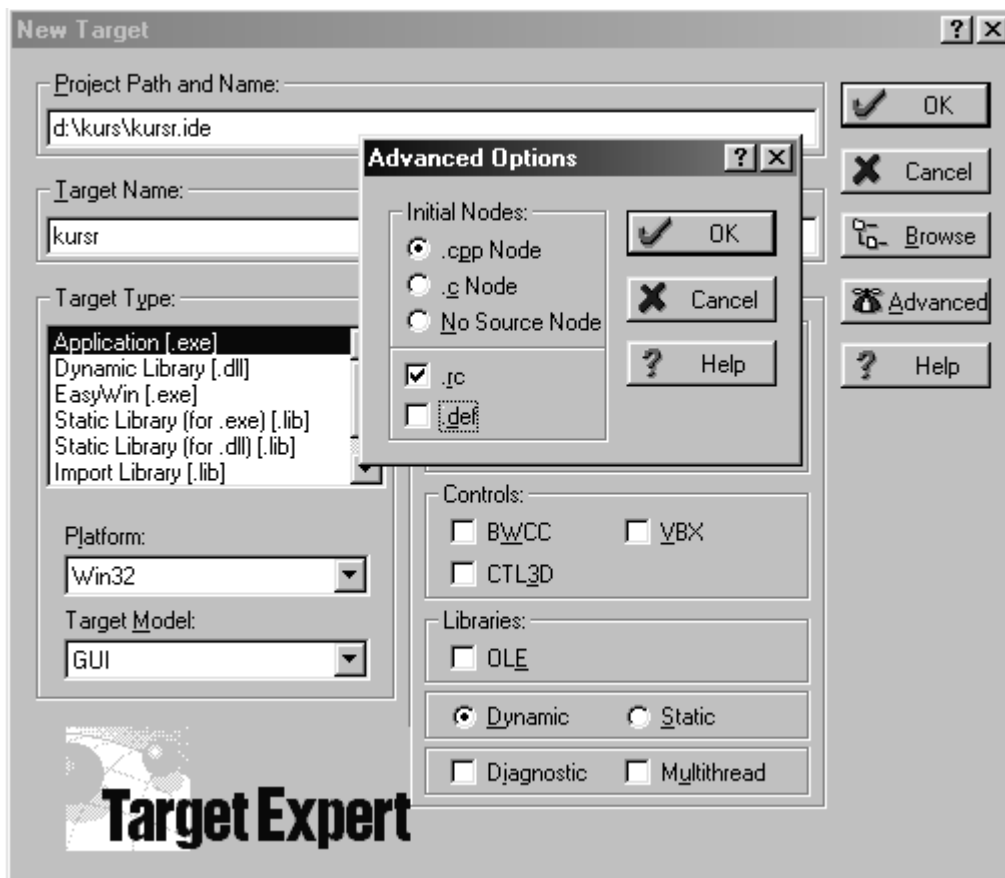 New Target
Project Path and Name:
d:\kurs\kursr.ide
Target Name:
kursr
Target Type:
Application [.exe]
Dynamic Library [.dll]
EasyWin [.exe]
Static Library (for .exe) [.lib]
Static Library (for .dll) [.lib]
Import Library [.lib]
Platform:
Win32
Target Model:
GUI
Target Expert
Advanced Options
Initial Nodes:
.cpp Node
.c Node
No Source Node
.rc
.def
OK
Cancel
Help
Controls:
BWCC VBX
CTL3D
Libraries:
OLE
Dynamic Static
Diagnostic Multithread
OK
Cancel
Browse
Advanced
Help